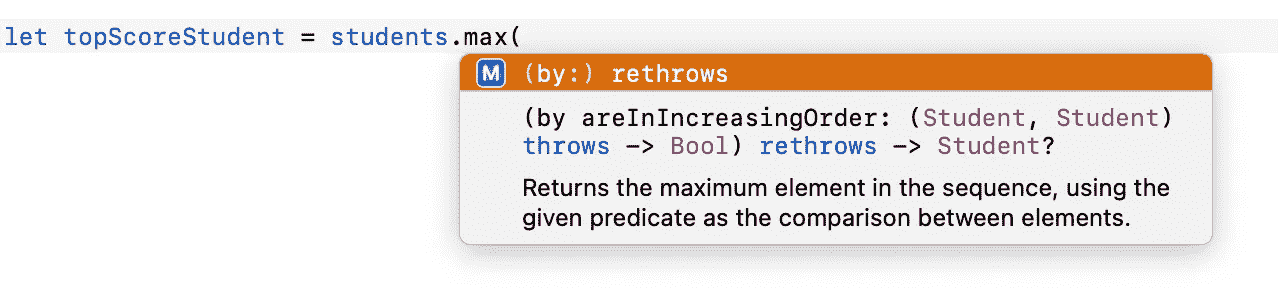 let topScoreStudent = students.max(
M (by:) rethrows
(by areInIncreasingOrder: (Student, Student)
throws -> Bool) rethrows -> Student?
Returns the maximum element in the sequence, using the
given predicate as the comparison between elements.